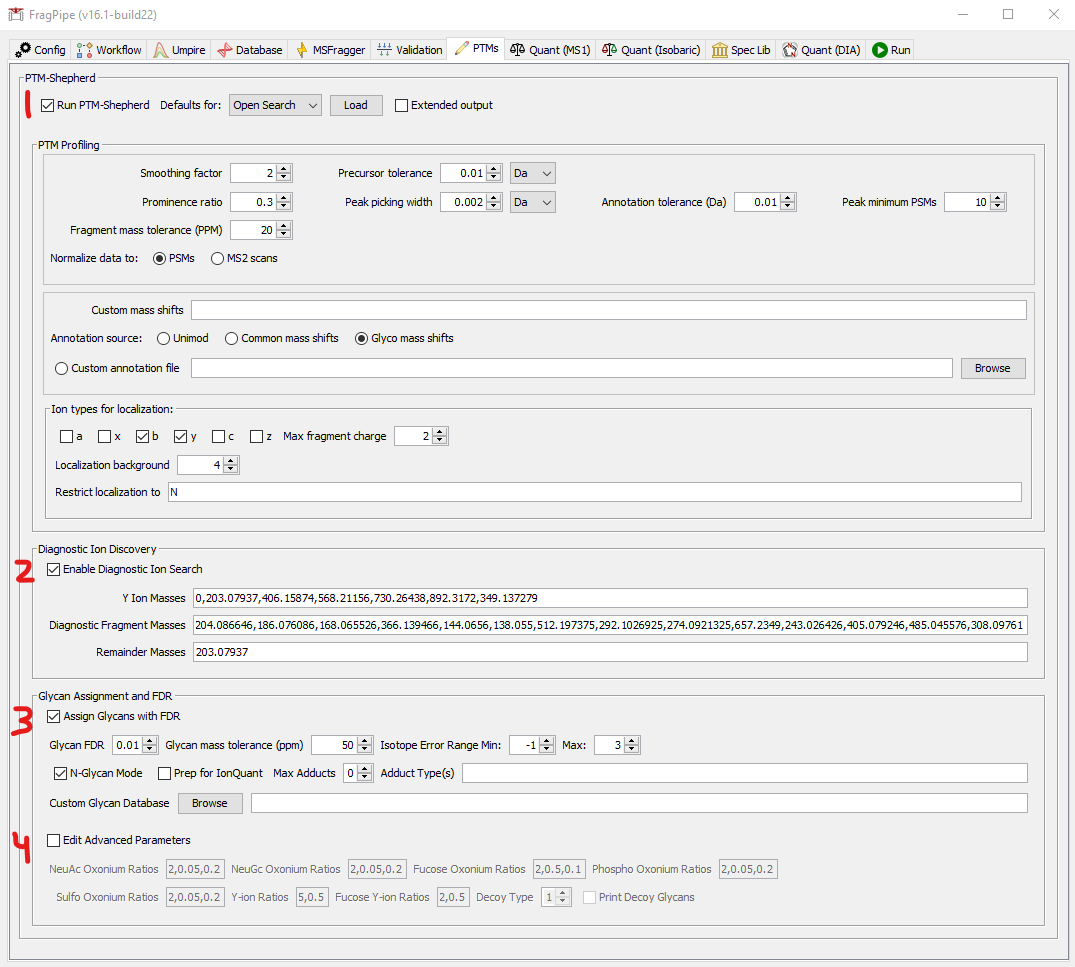 FragPipe (v16.1-build22)
Config Workflow Umpire Database MSFragger Validation PTMs Quant (MS1) Quant (Isobaric) Spec Lib Quant (DIA) Run
PTM-Shepherd
1 Run PTM-Shepherd Defaults for: Open Search Load Extended output
PTM Profiling
Smoothing factor 2 Precursor tolerance 0.01 Da
Prominence ratio 0.3 Peak picking width 0.002 Da Annotation tolerance (Da) 0.01 Peak minimum PSMs 10
Fragment mass tolerance (PPM) 20
Normalize data to: PSMs MS2 scans
Custom mass shifts
Annotation source: Unimod Common mass shifts Glyco mass shifts
Custom annotation file Browse
Ion types for localization:
a x b y c z Max fragment charge 2
Localization background 4
Restrict localization to N
Diagnostic Ion Discovery
2 Enable Diagnostic Ion Search
Y Ion Masses 0,203.07937,406.15874,568.21156,730.26438,892.3172,349.137279
Diagnostic Fragment Masses 204.086646,186.076086,168.065526,366.139466,144.0656,138.055,512.197375,292.1026925,274.0921325,657.2349,243.026426,405.079246,485.045576,308.09761
Remainder Masses 203.07937
Glycan Assignment and FDR
3 Assign Glycans with FDR
Glycan FDR 0.01 Glycan mass tolerance (ppm) 50 Isotope Error Range Min: -1 Max: 3
N-Glycan Mode Prep for IonQuant Max Adducts 0 Adduct Type(s)
Custom Glycan Database Browse
4 Edit Advanced Parameters
NeuAc Oxonium Ratios 2,0.05,0.2 NeuGc Oxonium Ratios 2,0.05,0.2 Fucose Oxonium Ratios 2,0.5,0.1 Phospho Oxonium Ratios 2,0.05,0.2
Sulfo Oxonium Ratios 2,0.05,0.2 Y-ion Ratios 5,0.5 Fucose Y-ion Ratios 2,0.5 Decoy Type 1 Print Decoy Glycans